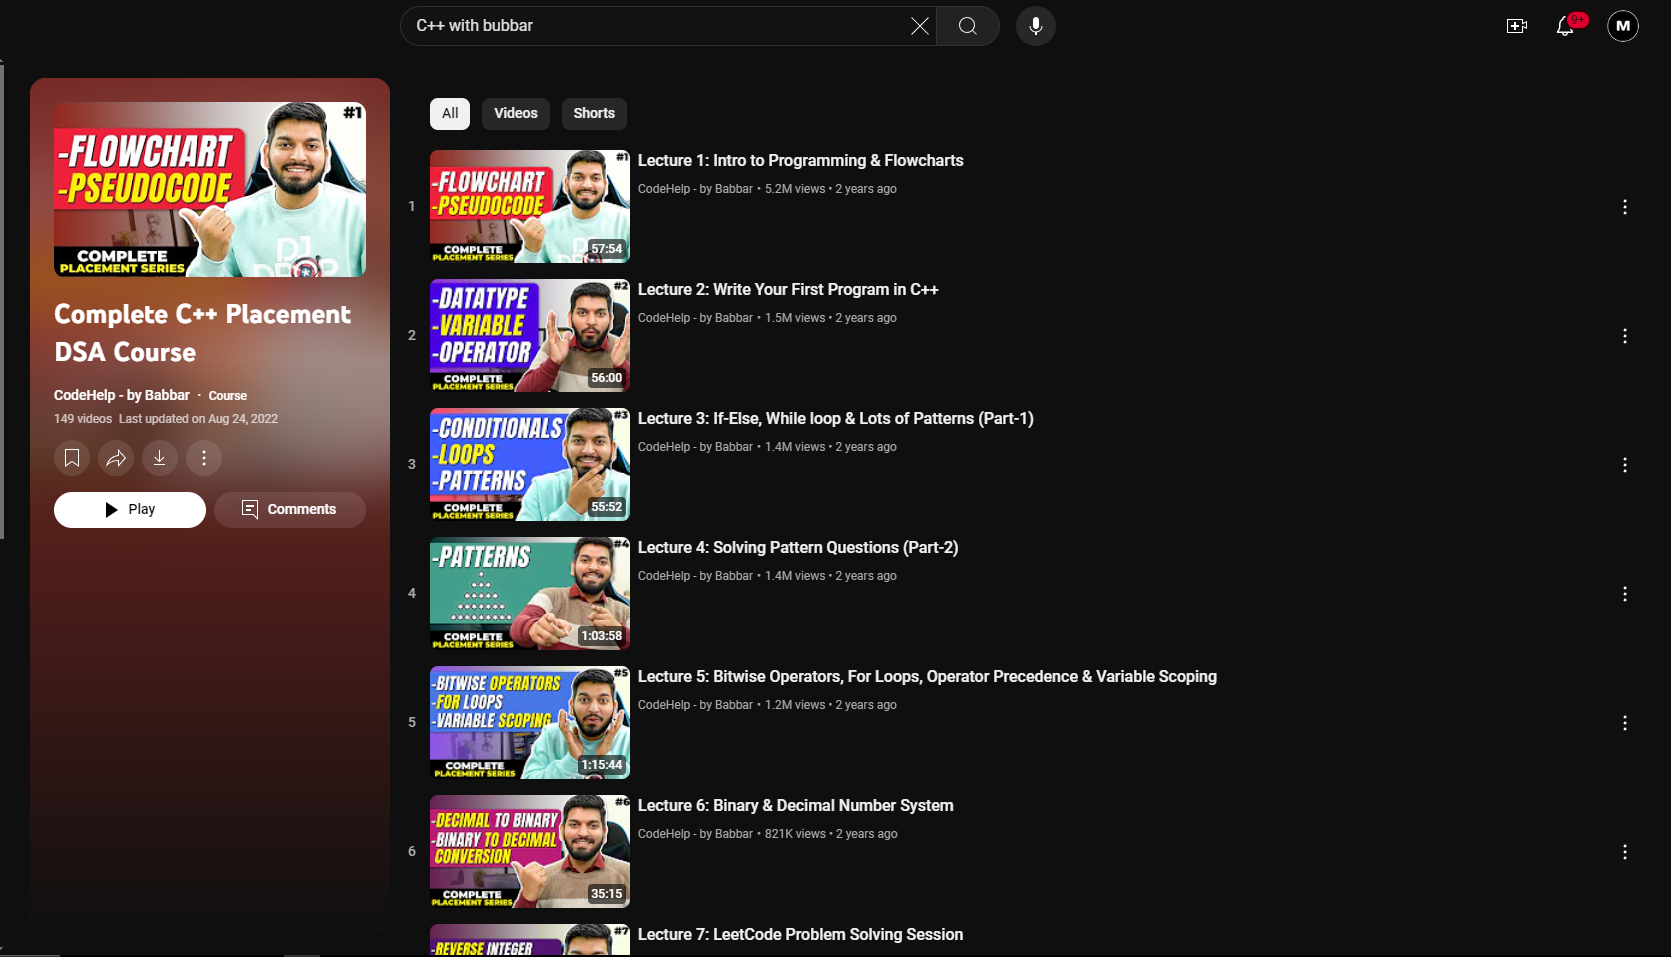 C++ with bubbar
9+
M
#1
-FLOWCHART
-PSEUDOCODE
COMPLETE
PLACEMENT SERIES
Complete C++ Placement
DSA Course
CodeHelp - by Babbar · Course
149 videos Last updated on Aug 24, 2022
Play
Comments
All
Videos
Shorts
1
#1
-FLOWCHART
-PSEUDOCODE
COMPLETE
PLACEMENT SERIES
57:54
Lecture 1: Intro to Programming & Flowcharts
CodeHelp - by Babbar • 5.2M views • 2 years ago
2
#2
-DATATYPE
-VARIABLE
-OPERATOR
COMPLETE
PLACEMENT SERIES
56:00
Lecture 2: Write Your First Program in C++
CodeHelp - by Babbar • 1.5M views • 2 years ago
3
#3
-CONDITIONALS
-LOOPS
-PATTERNS
COMPLETE
PLACEMENT SERIES
55:52
Lecture 3: If-Else, While loop & Lots of Patterns (Part-1)
CodeHelp - by Babbar • 1.4M views • 2 years ago
4
#4
-PATTERNS
COMPLETE
PLACEMENT SERIES
1:03:58
Lecture 4: Solving Pattern Questions (Part-2)
CodeHelp - by Babbar • 1.4M views • 2 years ago
5
#5
-BITWISE OPERATORS
-FOR LOOPS
-VARIABLE SCOPING
COMPLETE
PLACEMENT SERIES
1:15:44
Lecture 5: Bitwise Operators, For Loops, Operator Precedence & Variable Scoping
CodeHelp - by Babbar • 1.2M views • 2 years ago
6
#6
-DECIMAL TO BINARY
-BINARY TO DECIMAL
CONVERSION
COMPLETE
PLACEMENT SERIES
35:15
Lecture 6: Binary & Decimal Number System
CodeHelp - by Babbar • 821K views • 2 years ago
#7
-REVERSE INTEGER
Lecture 7: LeetCode Problem Solving Session